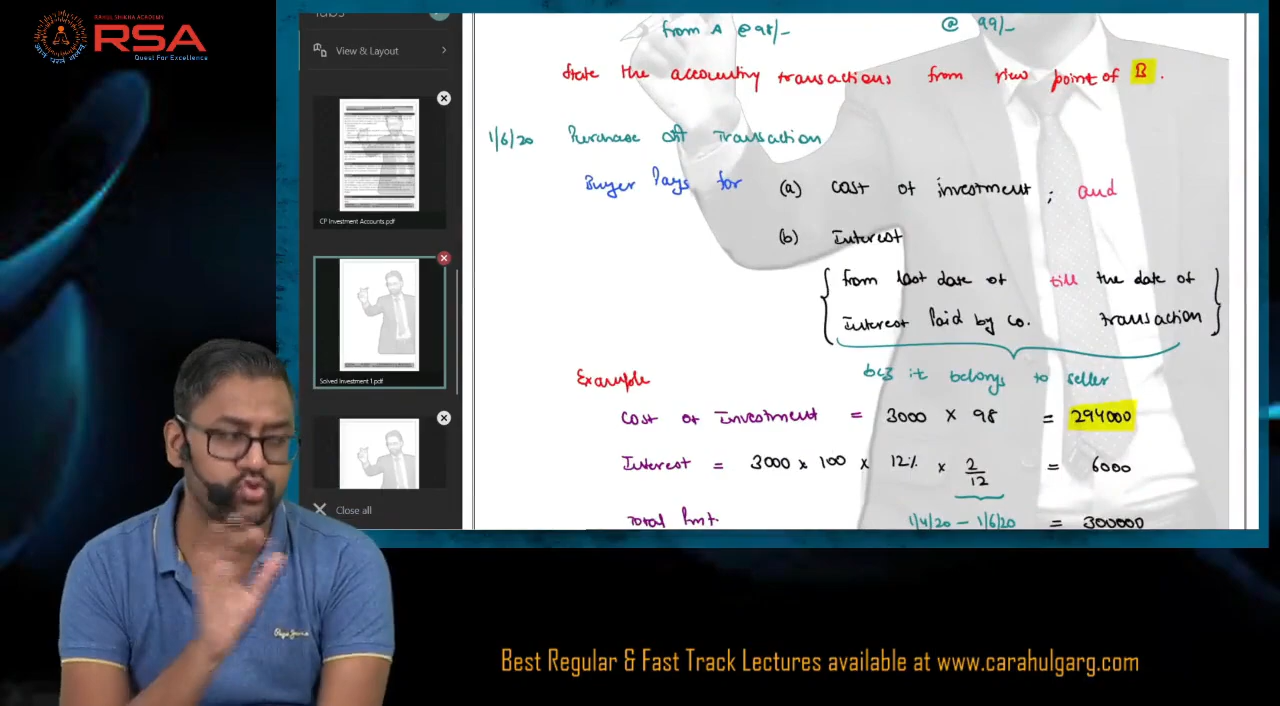 RAHUL SHIKHA ACADEMY
RSA
Quest For Excellence
View & Layout
CP Investment Accounts.pdf
Solved Investment 1.pdf
Close all
from A @ 98/-
@ 99/-
State the accounting transactions from view point of B.
1/6/20 Purchase Transaction
Buyer Pays for (a) cost of investment; and
(b) Interest
from last date of till the date of
Interest Paid by Co. transaction
bcz it belongs to seller
Example
Cost of Investment = 3000 × 98 = 294000
Interest = 3000 × 100 × 12% × 2/12 = 6000
Total Amt. 1/4/20 - 1/6/20 = 300000
Best Regular & Fast Track Lectures available at www.carahulgarg.com